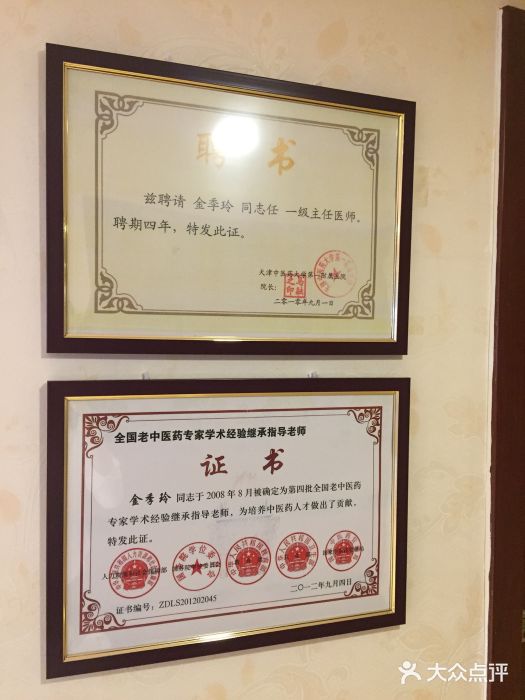 聘 书
兹聘请 金季玲 同志任 一级主任医师。
聘期四年，特发此证。
天津中医药大学第一附属医院
院长：
二〇一〇年九月一日
全国老中医药专家学术经验继承指导老师
证 书
金季玲 同志于 2008 年 8 月被确定为第四批全国老中医药
专家学术经验继承指导老师，为培养中医药人才做出了贡献，
特发此证。
二〇一二年九月四日
证书编号：ZDLS201202045
大众点评